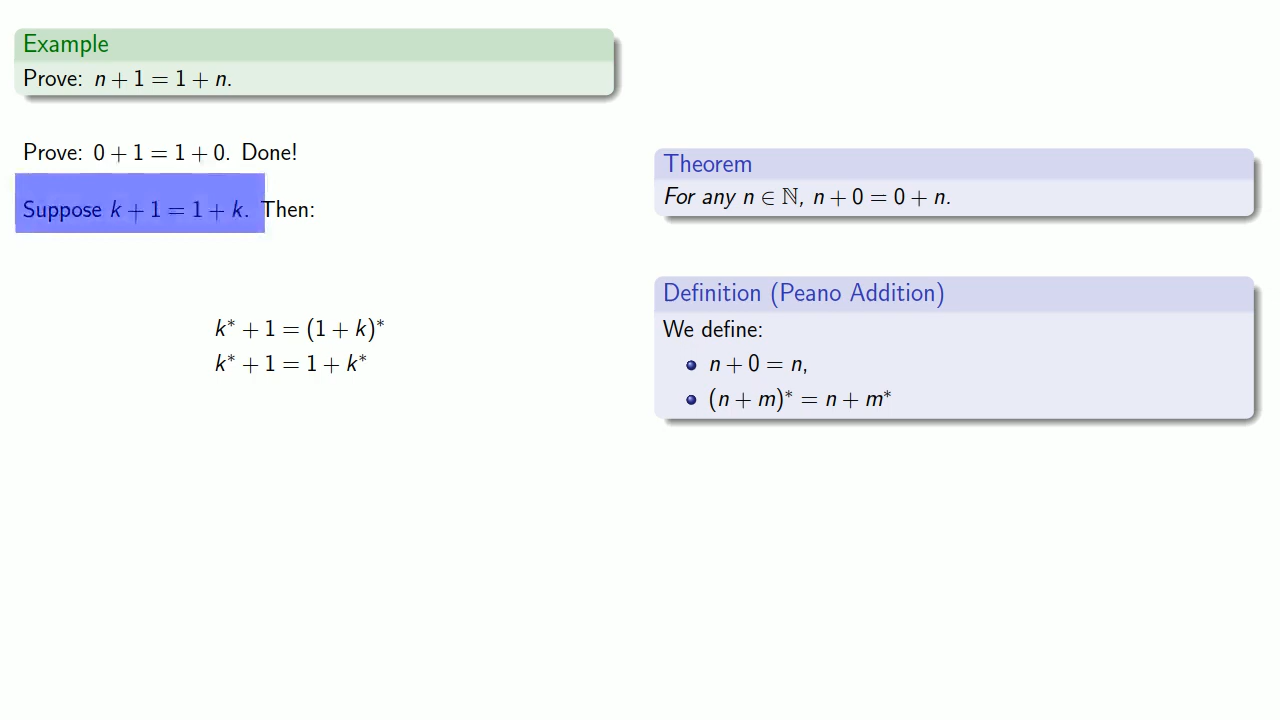 Example
Prove: n + 1 = 1 + n.
Prove: 0 + 1 = 1 + 0. Done!
Suppose k + 1 = 1 + k. Then:
k* + 1 = (1 + k)*
k* + 1 = 1 + k*
Theorem
For any n ∈ ℕ, n + 0 = 0 + n.
Definition (Peano Addition)
We define:
• n + 0 = n,
• (n + m)* = n + m*